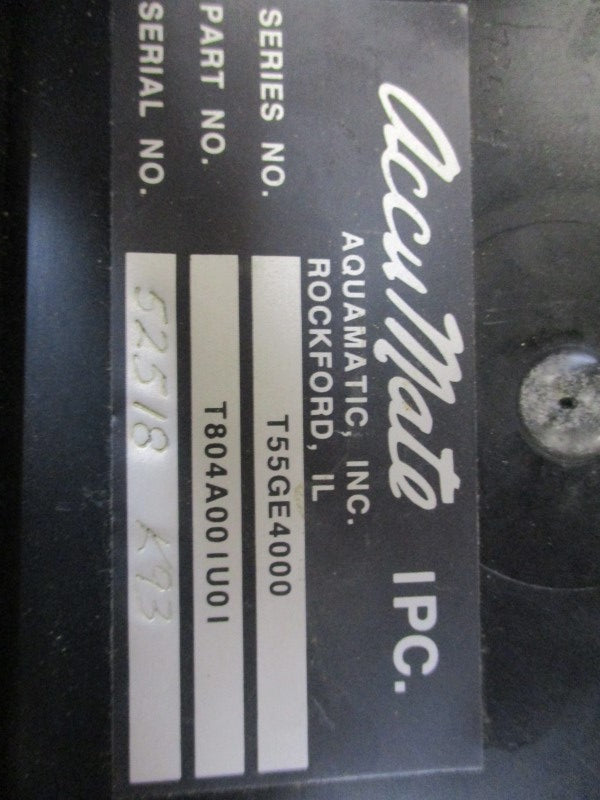 AccuMate IPC.
AQUAMATIC, INC.
ROCKFORD, IL
SERIES NO. T55GE4000
PART NO. T804A001U01
SERIAL NO. 52518 K93